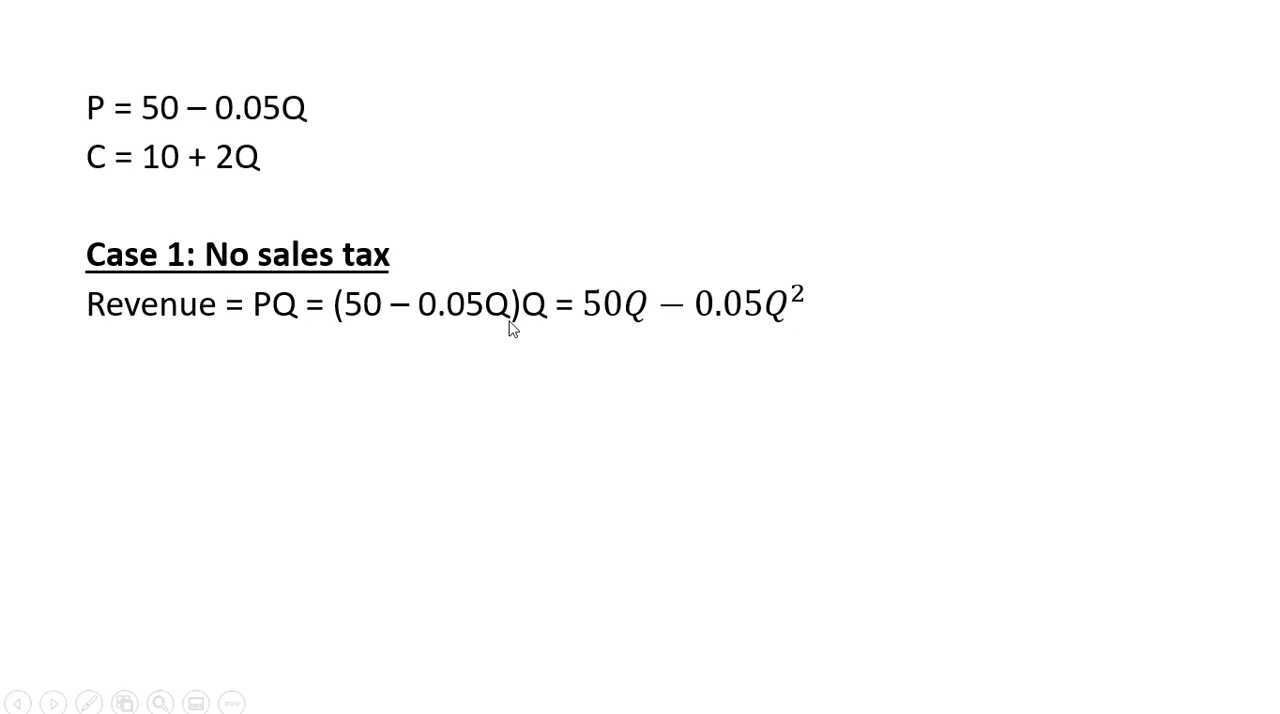 P = 50 – 0.05Q
C = 10 + 2Q
Case 1: No sales tax
Revenue = PQ = (50 – 0.05Q)Q = 50𝑄 − 0.05𝑄²